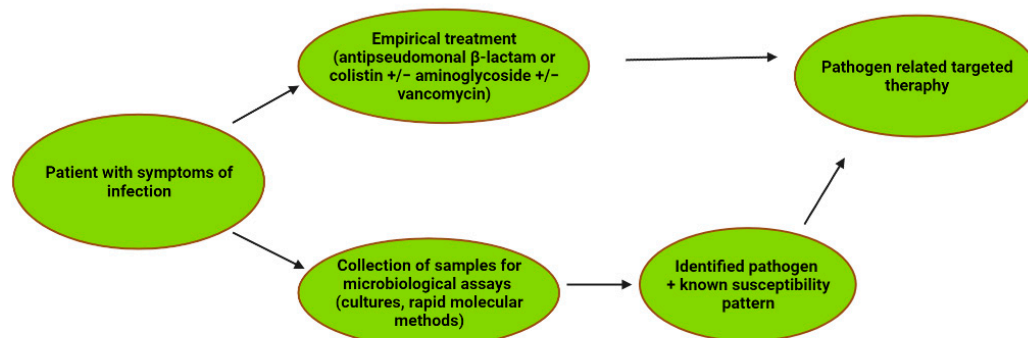 Empirical treatment
(antipseudomonal β-lactam or
colistin +/− aminoglycoside +/−
vancomycin)
Pathogen related targeted
theraphy
Patient with symptoms of
infection
Collection of samples for
microbiological assays
(cultures, rapid molecular
methods)
Identified pathogen
+ known susceptibility
pattern